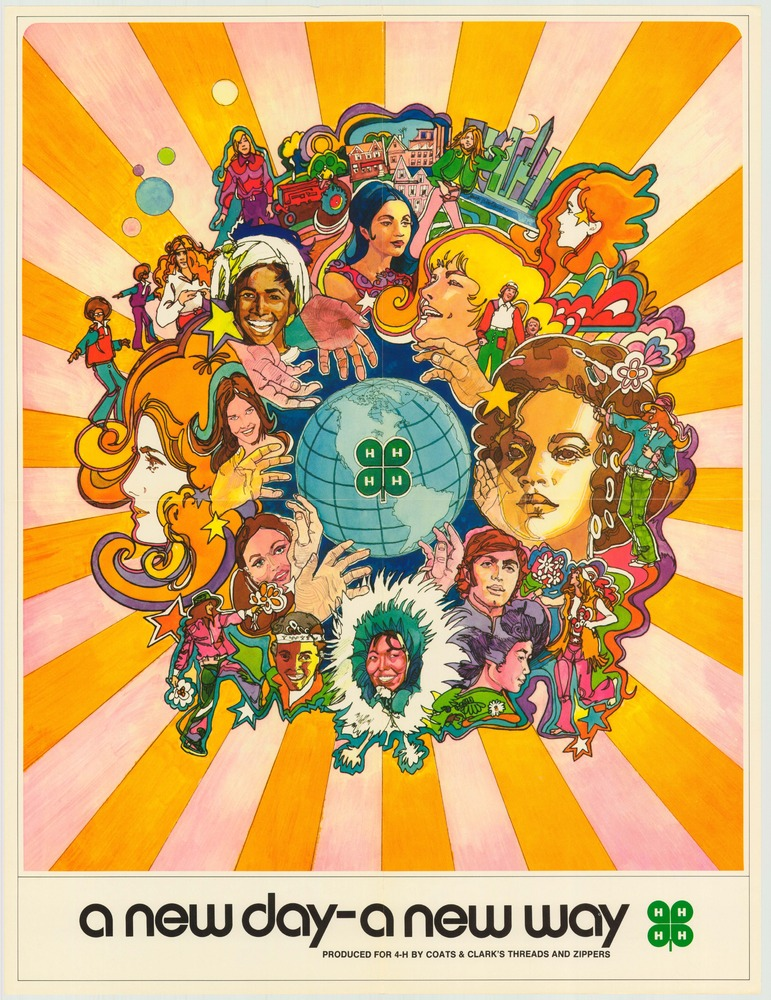 H H
H H
a new day-a new way
H H
H H
PRODUCED FOR 4-H BY COATS & CLARK'S THREADS AND ZIPPERS